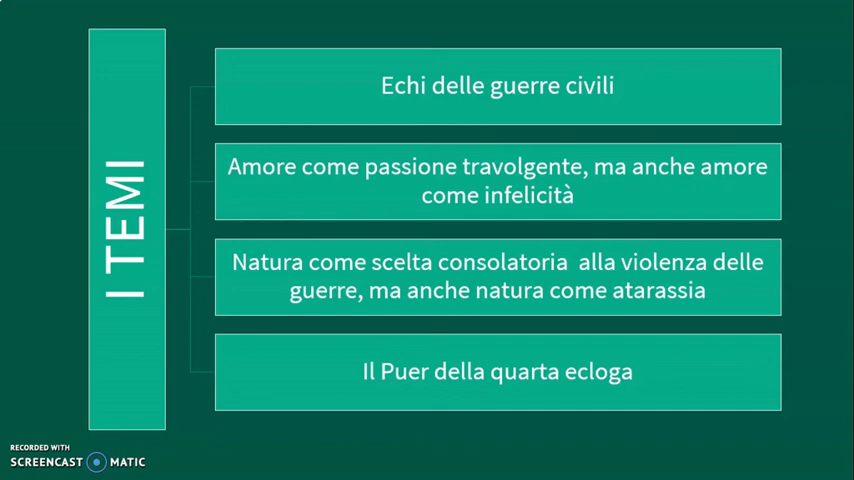 I TEMI
Echi delle guerre civili
Amore come passione travolgente, ma anche amore
come infelicità
Natura come scelta consolatoria  alla violenza delle
guerre, ma anche natura come atarassia
Il Puer della quarta ecloga
RECORDED WITH
SCREENCAST MATIC